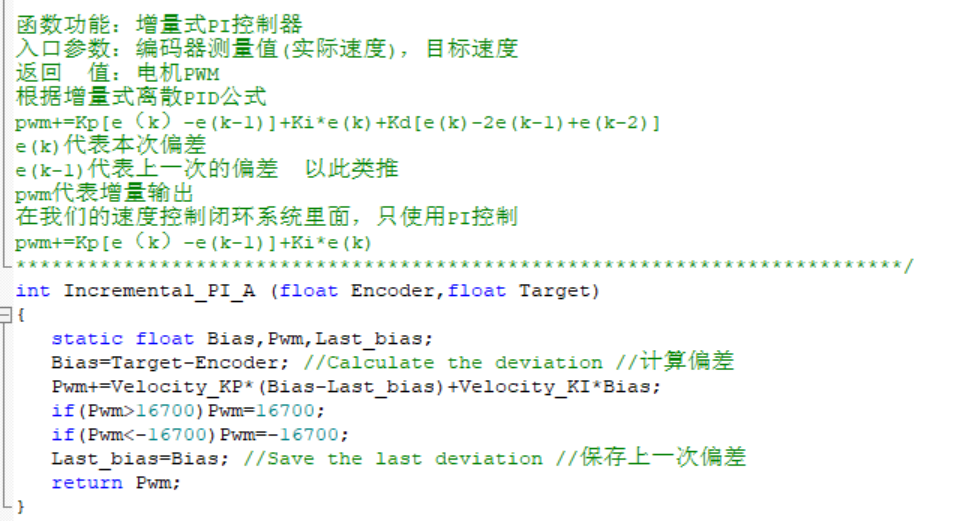 函数功能：增量式PI控制器
入口参数：编码器测量值(实际速度)，目标速度
返回  值：电机PWM
根据增量式离散PID公式
pwm+=Kp[e（k）-e(k-1)]+Ki*e(k)+Kd[e(k)-2e(k-1)+e(k-2)]
e(k)代表本次偏差
e(k-1)代表上一次的偏差  以此类推
pwm代表增量输出
在我们的速度控制闭环系统里面，只使用PI控制
pwm+=Kp[e（k）-e(k-1)]+Ki*e(k)
**************************************************************************/
int Incremental_PI_A (float Encoder,float Target)
{
   static float Bias,Pwm,Last_bias;
   Bias=Target-Encoder; //Calculate the deviation //计算偏差
   Pwm+=Velocity_KP*(Bias-Last_bias)+Velocity_KI*Bias;
   if(Pwm>16700)Pwm=16700;
   if(Pwm<-16700)Pwm=-16700;
   Last_bias=Bias; //Save the last deviation //保存上一次偏差
   return Pwm;
}